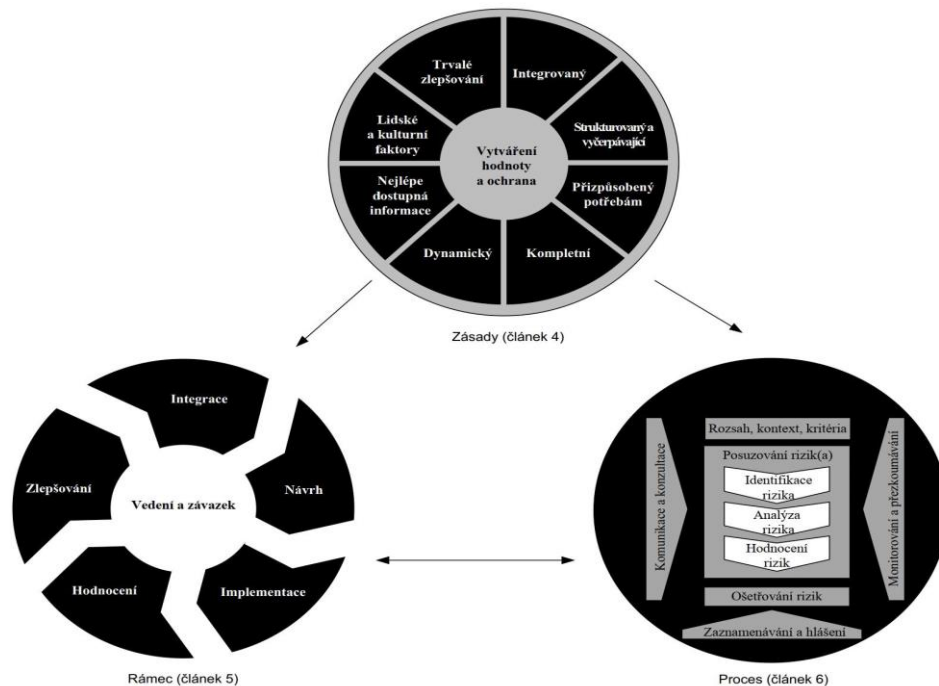 Trvalé
zlepšování
Integrovaný
Lidské
a kulturní
faktory
Strukturovaný a
vyčerpávající
Vytváření
hodnoty
a ochrana
Nejlépe
dostupná
informace
Přizpůsobený
potřebám
Dynamický
Kompletní
Zásady (článek 4)
Integrace
Zlepšování
Vedení a závazek
Návrh
Hodnocení
Implementace
Rámec (článek 5)
Rozsah, kontext, kritéria
Komunikace a konzultace
Posuzování rizik(a)
Identifikace
rizika
Analýza
rizika
Hodnocení
rizik
Monitorování a přezkoumávání
Ošetřování rizik
Zaznamenávání a hlášení
Proces (článek 6)